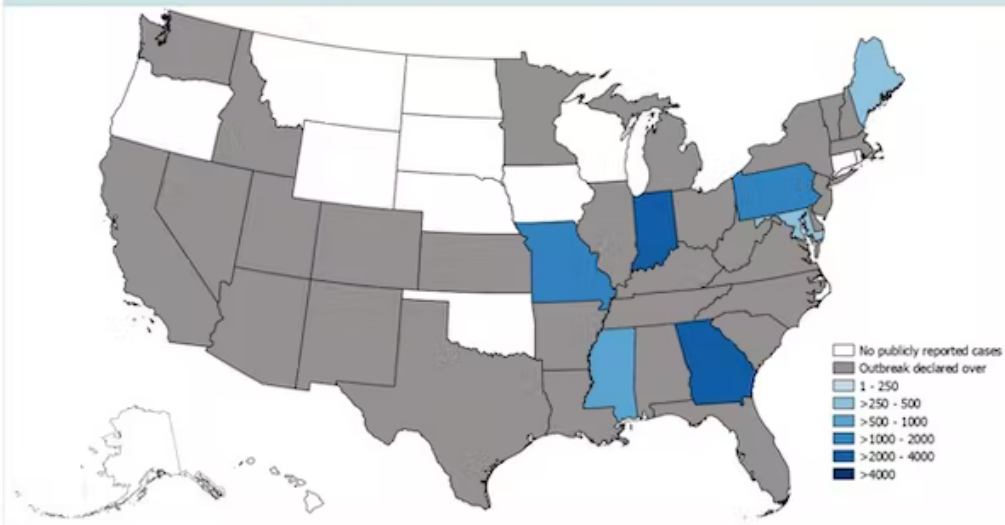 No publicly reported cases
Outbreak declared over
1 - 250
>250 - 500
>500 - 1000
>1000 - 2000
>2000 - 4000
>4000